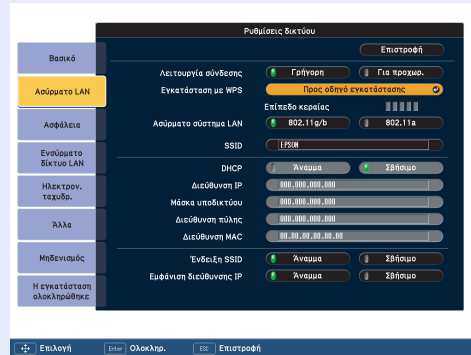 Ρυθμίσεις δικτύου
Επιστροφή
Βασικό
Ασύρματο LAN
Ασφάλεια
Ενσύρματο
δίκτυο LAN
Ηλεκτρον.
ταχυδρ.
Άλλα
Μηδενισμός
Η εγκατάσταση
ολοκληρώθηκε
Λειτουργία σύνδεσης Γρήγορη Για προχωρ.
Εγκατάσταση με WPS Προς οδηγό εγκατάστασης
Επίπεδο κεραίας
Ασύρματο σύστημα LAN 802.11g/b 802.11a
SSID EPSON
DHCP Άναμμα Σβήσιμο
Διεύθυνση IP 000.000.000.000
Μάσκα υποδικτύου 000.000.000.000
Διεύθυνση πύλης 000.000.000.000
Διεύθυνση MAC 00.00.00.00.00.00
Ένδειξη SSID Άναμμα Σβήσιμο
Εμφάνιση διεύθυνσης IP Άναμμα Σβήσιμο
Επιλογή Enter Ολοκληρ. ESC Επιστροφή